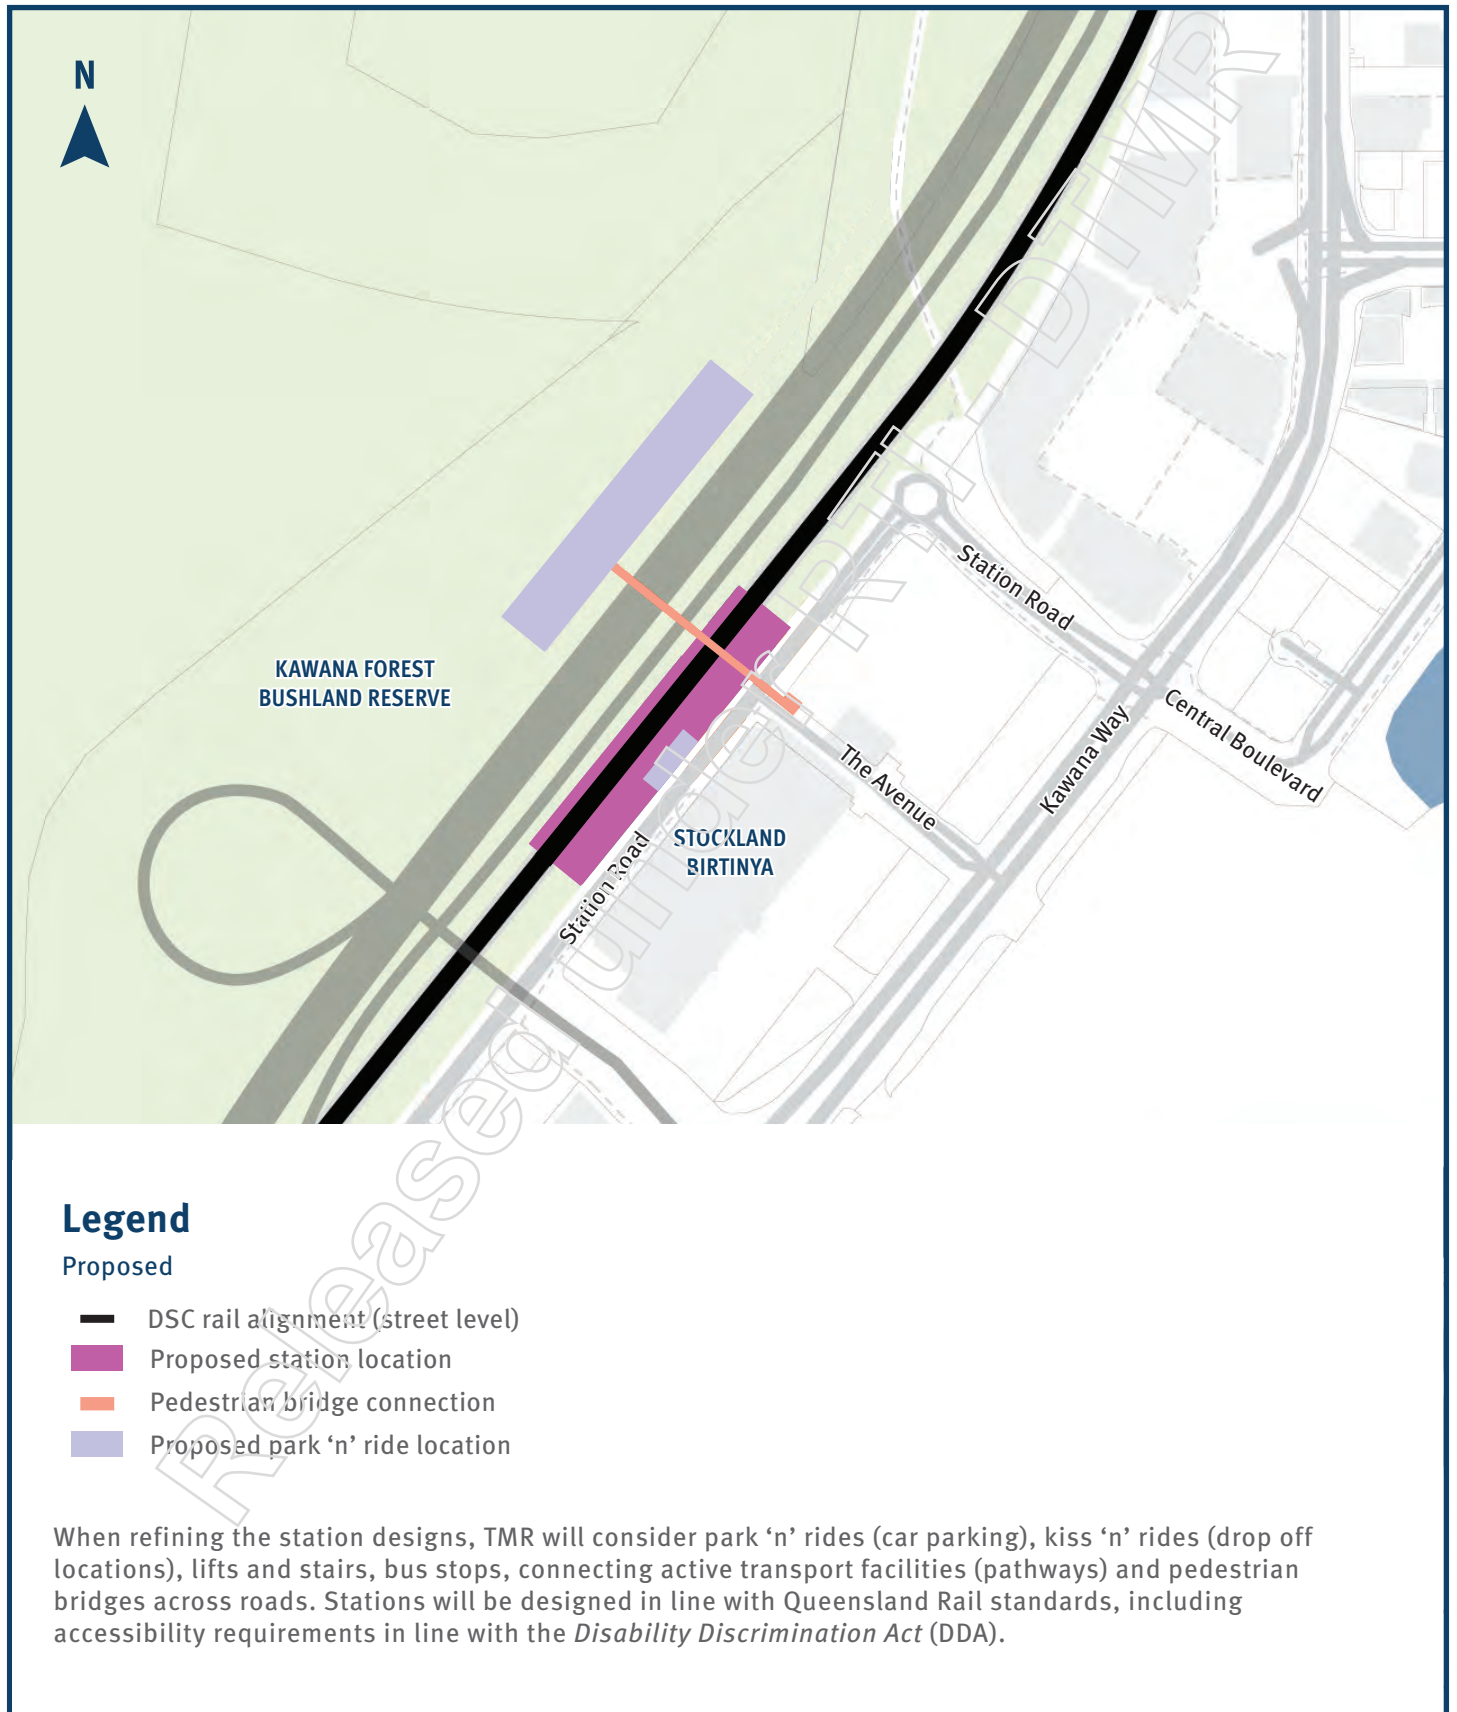 N
KAWANA FOREST
BUSHLAND RESERVE
Station Road
Central Boulevard
Kawana Way
The Avenue
STOCKLAND
BIRTINYA
Station Road
Released under RTI - DTMR
Legend
Proposed
DSC rail alignment (street level)
Proposed station location
Pedestrian bridge connection
Proposed park ‘n’ ride location
When refining the station designs, TMR will consider park ‘n’ rides (car parking), kiss ‘n’ rides (drop off
locations), lifts and stairs, bus stops, connecting active transport facilities (pathways) and pedestrian
bridges across roads. Stations will be designed in line with Queensland Rail standards, including
accessibility requirements in line with the Disability Discrimination Act (DDA).